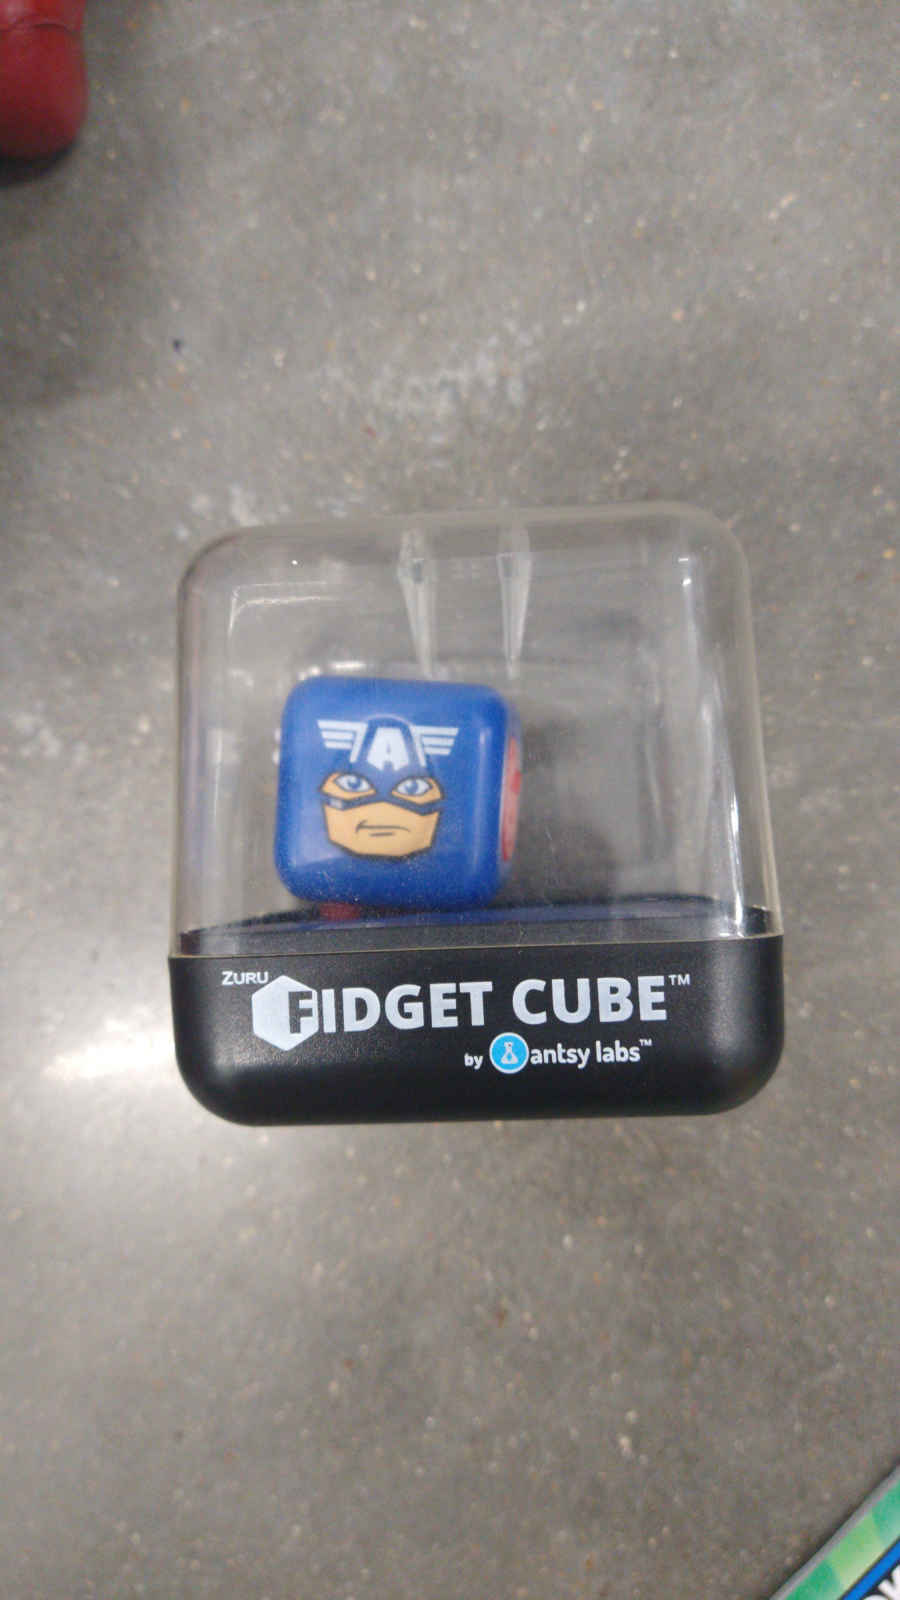 A
ZURU
FIDGET CUBE™
by antsy labs™